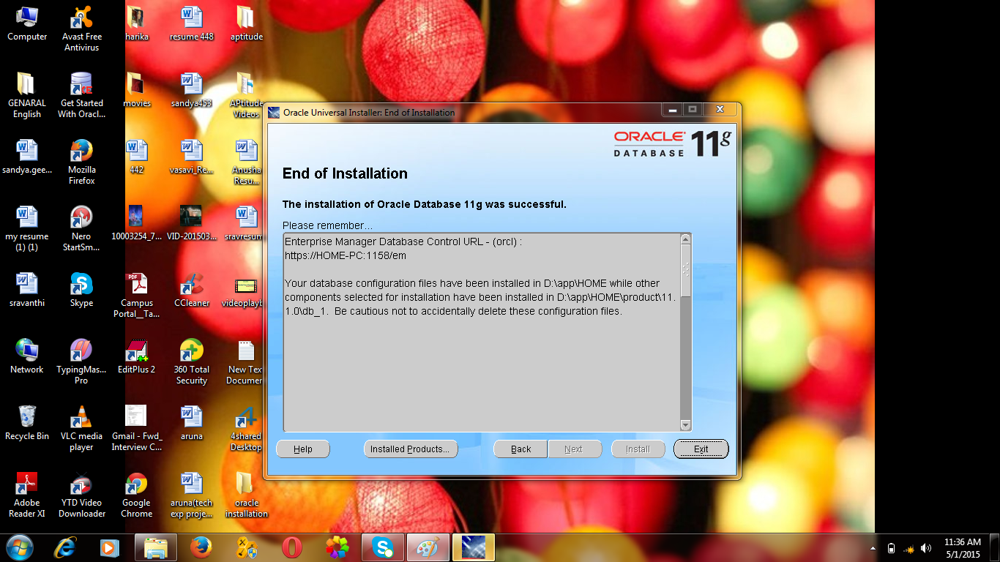 Computer
Avast Free
Antivirus
harika
resume 448
aptitude
GENARAL
English
Get Started
With Oracl...
movies
sandya453
APtitude
Videos
sandya.gee...
Mozilla
Firefox
442
vasavi_Re...
Anusha
Resu...
my resume
(1) (1)
Nero
StartSm...
10003254_7...
VID-201503...
sravresum
sravanthi
Skype
PDF
Campus
Portal__Ta...
CCleaner
videoplayb
Network
TypingMas...
Pro
EditPlus 2
360 Total
Security
New Tex
Documen
Recycle Bin
VLC media
player
Gmail - Fwd_
Interview C...
aruna
4shared
Desktop
Adobe
Reader XI
YTD Video
Downloader
Google
Chrome
aruna(tech
exp proje...
oracle
installation
Oracle Universal Installer: End of Installation
ORACLE
DATABASE 11g
End of Installation
The installation of Oracle Database 11g was successful.
Please remember...
Enterprise Manager Database Control URL - (orcl) :
https://HOME-PC:1158/em
Your database configuration files have been installed in D:\app\HOME while other
components selected for installation have been installed in D:\app\HOME\product\11.
1.0\db_1.  Be cautious not to accidentally delete these configuration files.
Help
Installed Products...
Back
Next
Install
Exit
11:36 AM
5/1/2015